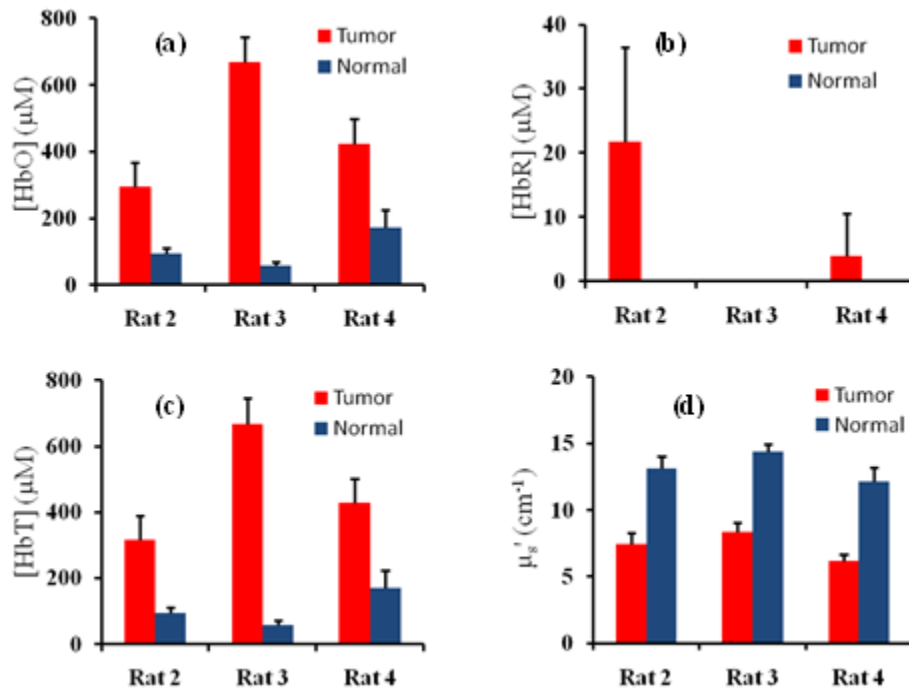 (a)
Tumor
Normal
[HbO] (µM)
800
600
400
200
0
Rat 2 Rat 3 Rat 4
(b)
Tumor
Normal
[HbR] (µM)
40
30
20
10
0
Rat 2 Rat 3 Rat 4
(c)
Tumor
Normal
[HbT] (µM)
800
600
400
200
0
Rat 2 Rat 3 Rat 4
(d)
Tumor
Normal
µs' (cm⁻¹)
20
15
10
5
0
Rat 2 Rat 3 Rat 4